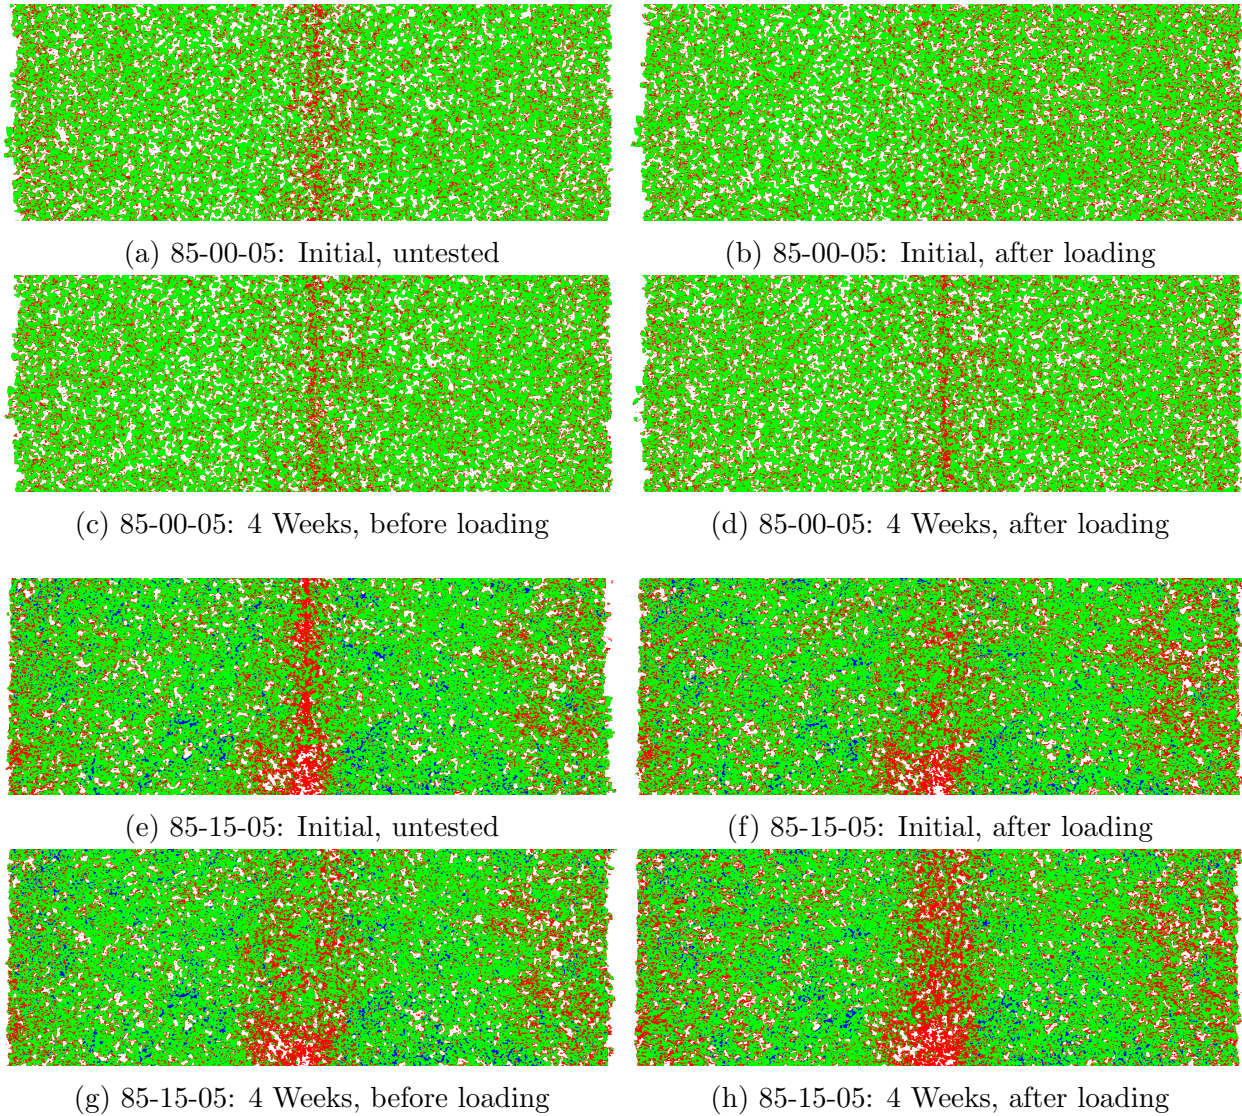 (a) 85-00-05: Initial, untested
(b) 85-00-05: Initial, after loading
(c) 85-00-05: 4 Weeks, before loading
(d) 85-00-05: 4 Weeks, after loading
(e) 85-15-05: Initial, untested
(f) 85-15-05: Initial, after loading
(g) 85-15-05: 4 Weeks, before loading
(h) 85-15-05: 4 Weeks, after loading